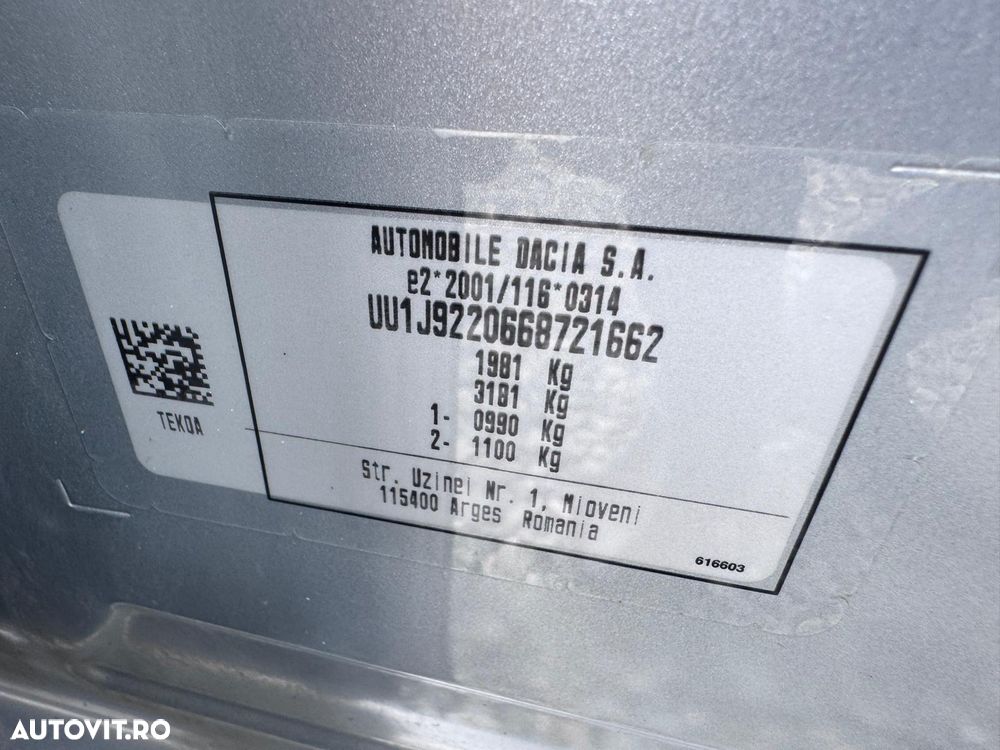 AUTOMOBILE DACIA S.A.
e2*2001/116*0314
UU1J9220668721662
1981 Kg
3181 Kg
1- 0990 Kg
2- 1100 Kg
TEKOA
Str. Uzinei Nr. 1, Mioveni
115400 Arges Romania
616603
AUTOVIT.RO